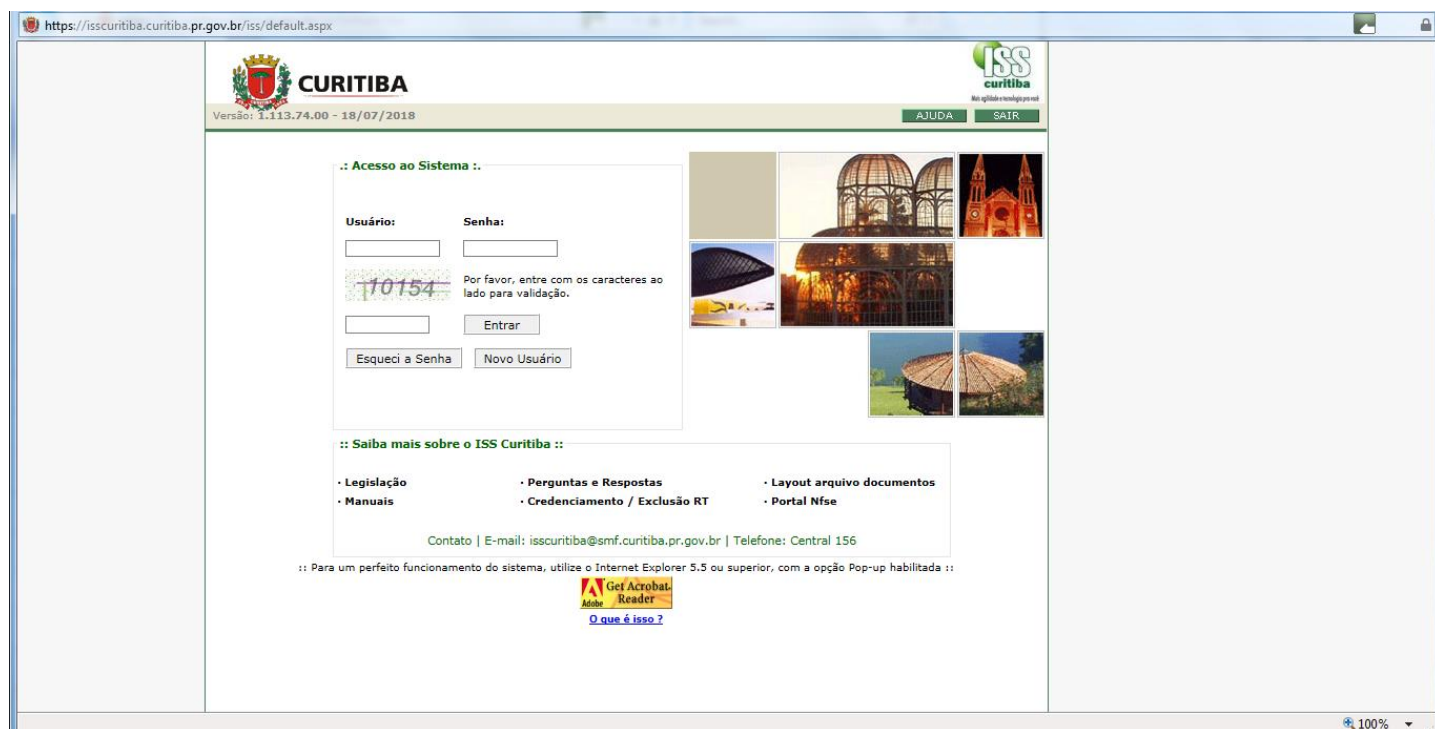 https://isscuritiba.curitiba.pr.gov.br/iss/default.aspx
CURITIBA
ISS
curitiba
Mais agilidade e tecnologia pra você
Versão: 1.113.74.00 - 18/07/2018
AJUDA SAIR
.: Acesso ao Sistema :.
Usuário: Senha:
10154
Por favor, entre com os caracteres ao
lado para validação.
Entrar
Esqueci a Senha Novo Usuário
:: Saiba mais sobre o ISS Curitiba ::
· Legislação · Perguntas e Respostas · Layout arquivo documentos
· Manuais · Credenciamento / Exclusão RT · Portal Nfse
Contato | E-mail: isscuritiba@smf.curitiba.pr.gov.br | Telefone: Central 156
:: Para um perfeito funcionamento do sistema, utilize o Internet Explorer 5.5 ou superior, com a opção Pop-up habilitada ::
Get Acrobat
Adobe Reader
O que é isso ?
100%